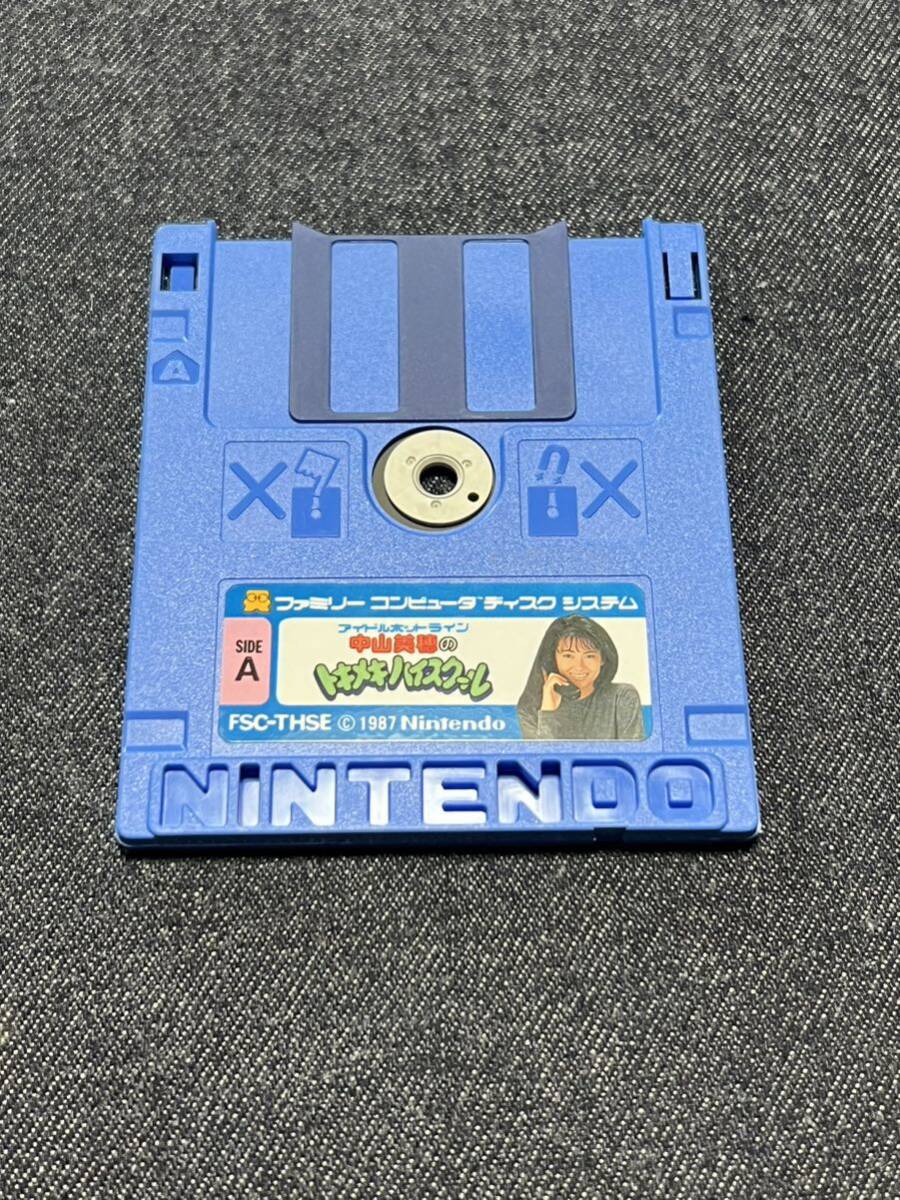 A
ファミリー コンピュータ™ディスク システム
SIDE
A
アイドルホットライン
中山美穂の
トキメキハイスクール
FSC-THSE © 1987 Nintendo
NINTENDO